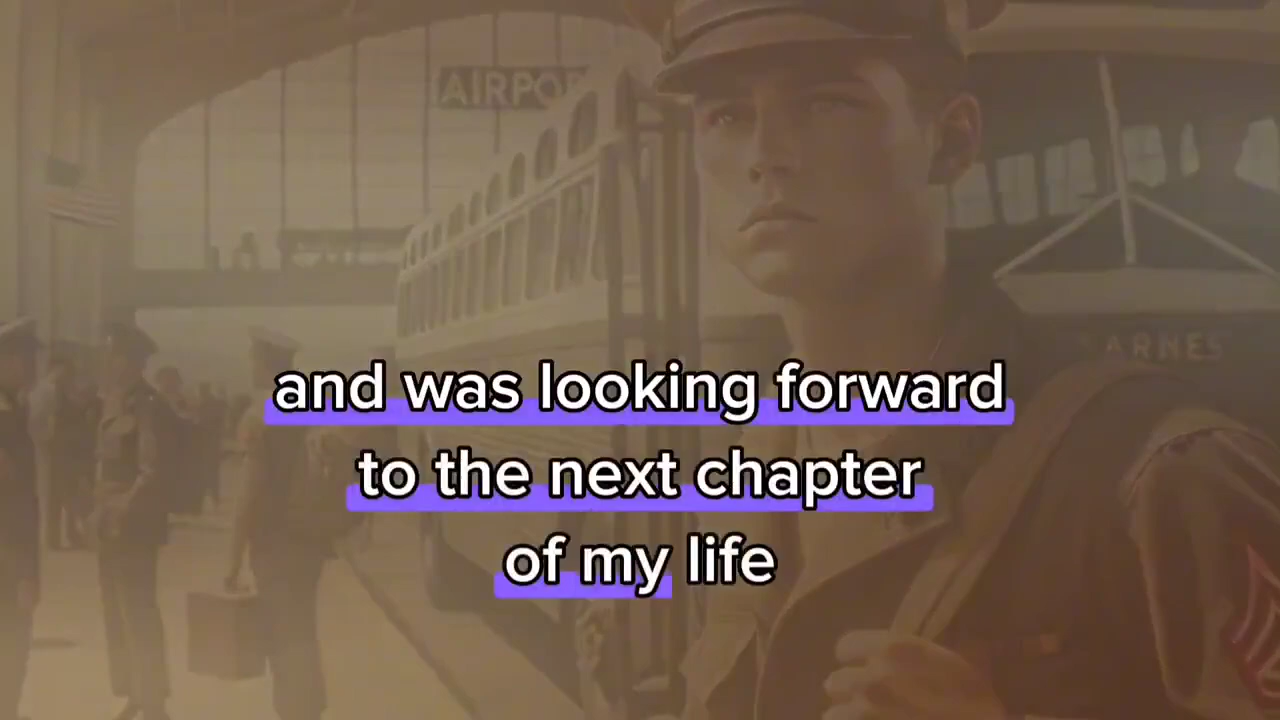 AIRPO
ARNES
and was looking forward
to the next chapter
of my life